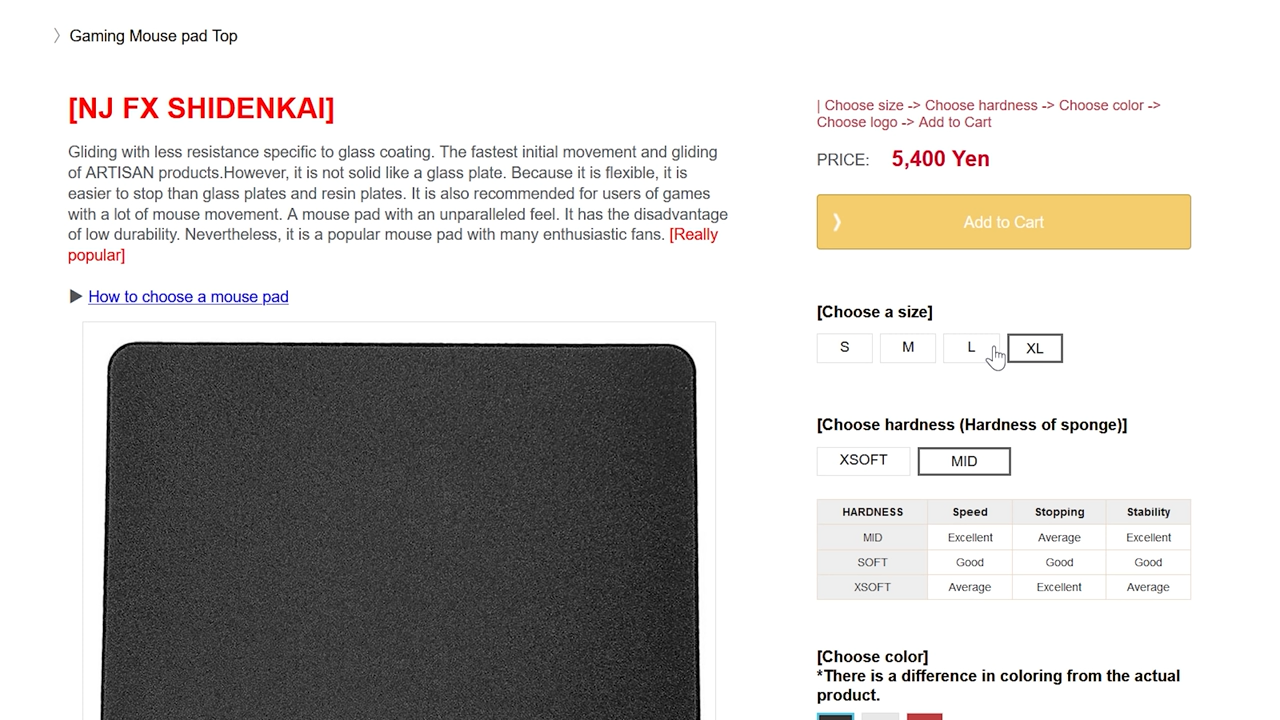 Gaming Mouse pad Top
[NJ FX SHIDENKAI]
Gliding with less resistance specific to glass coating. The fastest initial movement and gliding
of ARTISAN products.However, it is not solid like a glass plate. Because it is flexible, it is
easier to stop than glass plates and resin plates. It is also recommended for users of games
with a lot of mouse movement. A mouse pad with an unparalleled feel. It has the disadvantage
of low durability. Nevertheless, it is a popular mouse pad with many enthusiastic fans. [Really
popular]
How to choose a mouse pad
| Choose size -> Choose hardness -> Choose color ->
Choose logo -> Add to Cart
PRICE: 5,400 Yen
Add to Cart
[Choose a size]
S M L XL
[Choose hardness (Hardness of sponge)]
XSOFT MID
HARDNESS Speed Stopping Stability
MID Excellent Average Excellent
SOFT Good Good Good
XSOFT Average Excellent Average
[Choose color]
*There is a difference in coloring from the actual
product.